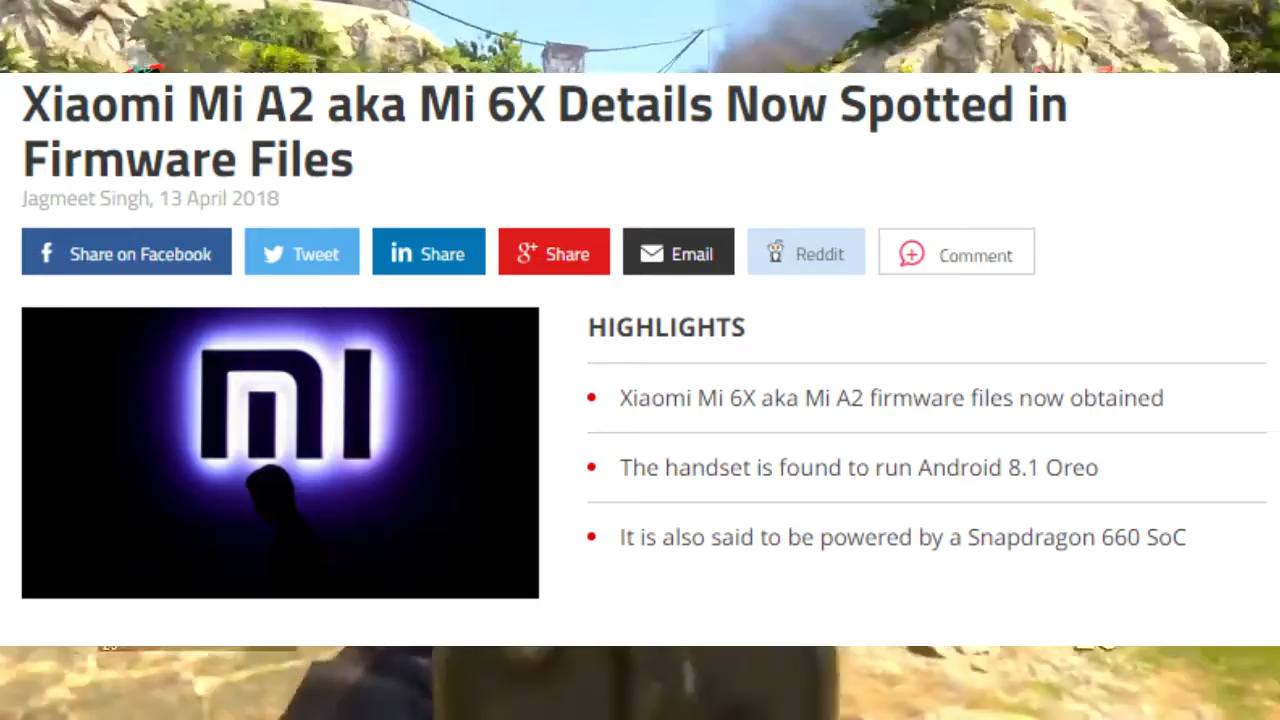 Xiaomi Mi A2 aka Mi 6X Details Now Spotted in
Firmware Files
Jagmeet Singh, 13 April 2018
f Share on Facebook
Tweet
in Share
g+ Share
Email
Reddit
Comment
mi
HIGHLIGHTS
Xiaomi Mi 6X aka Mi A2 firmware files now obtained
The handset is found to run Android 8.1 Oreo
It is also said to be powered by a Snapdragon 660 SoC